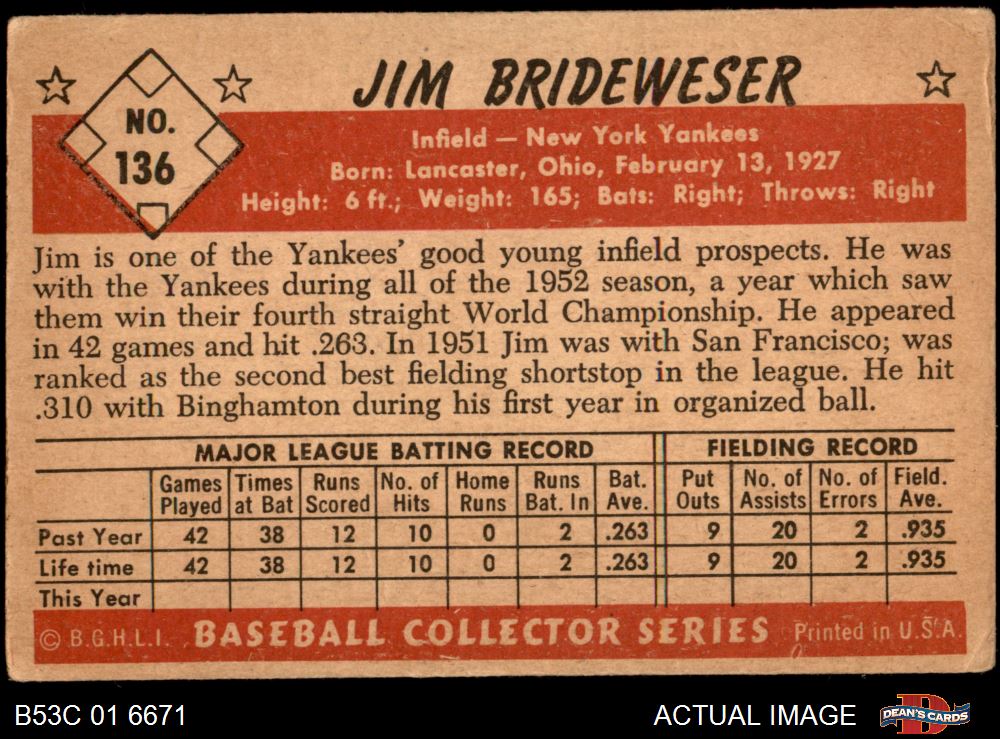 JIM BRIDEWESER
NO.
136
Infield — New York Yankees
Born: Lancaster, Ohio, February 13, 1927
Height: 6 ft.; Weight: 165; Bats: Right; Throws: Right
Jim is one of the Yankees' good young infield prospects. He was
with the Yankees during all of the 1952 season, a year which saw
them win their fourth straight World Championship. He appeared
in 42 games and hit .263. In 1951 Jim was with San Francisco; was
ranked as the second best fielding shortstop in the league. He hit
.310 with Binghamton during his first year in organized ball.
MAJOR LEAGUE BATTING RECORD FIELDING RECORD
Games Times Runs No. of Home Runs Bat. Put No. of No. of Field.
Played at Bat Scored Hits Runs Bat. In Ave. Outs Assists Errors Ave.
Past Year 42 38 12 10 0 2 .263 9 20 2 .935
Life time 42 38 12 10 0 2 .263 9 20 2 .935
This Year
© B.G.H.L.I. BASEBALL COLLECTOR SERIES Printed in U.S.A.
B53C 01 6671 ACTUAL IMAGE DEAN'S CARDS